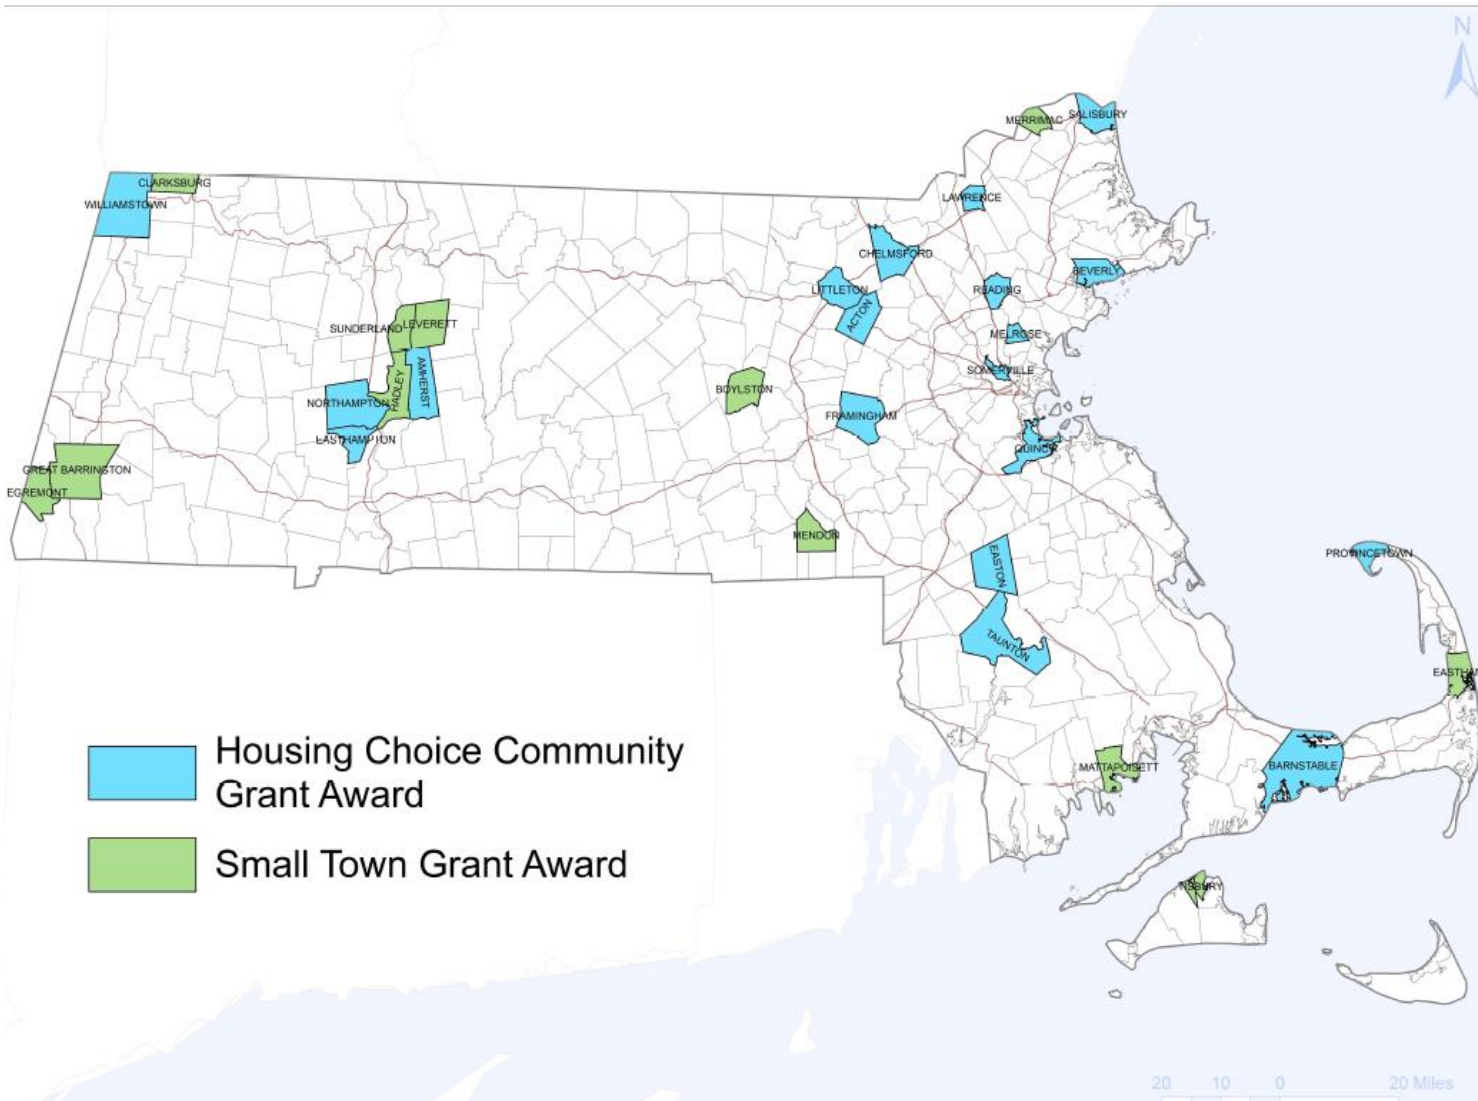 N
MERRIMAC
SALISBURY
CLARKSBURG
WILLIAMSTOWN
LAWRENCE
CHELMSFORD
BEVERLY
LITTLETON
READING
ACTON
SUNDERLAND
LEVERETT
MELROSE
SOMERVILLE
AMHERST
HADLEY
BOYLSTON
NORTHAMPTON
FRAMINGHAM
EASTHAMPTON
QUINCY
GREAT BARRINGTON
EGREMONT
MENDON
EASTON
PROVINCETOWN
TAUNTON
EASTHAM
Housing Choice Community
Grant Award
MATTAPOISETT
BARNSTABLE
Small Town Grant Award
20 10 0 20 Miles